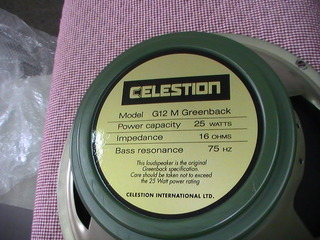 CELESTION
Model G12 M Greenback
Power capacity 25 WATTS
Impedance 16 OHMS
Bass resonance 75 HZ
This loudspeaker is the original
Greenback specification.
Care should be taken not to exceed
the 25 Watt power rating
CELESTION INTERNATIONAL LTD.